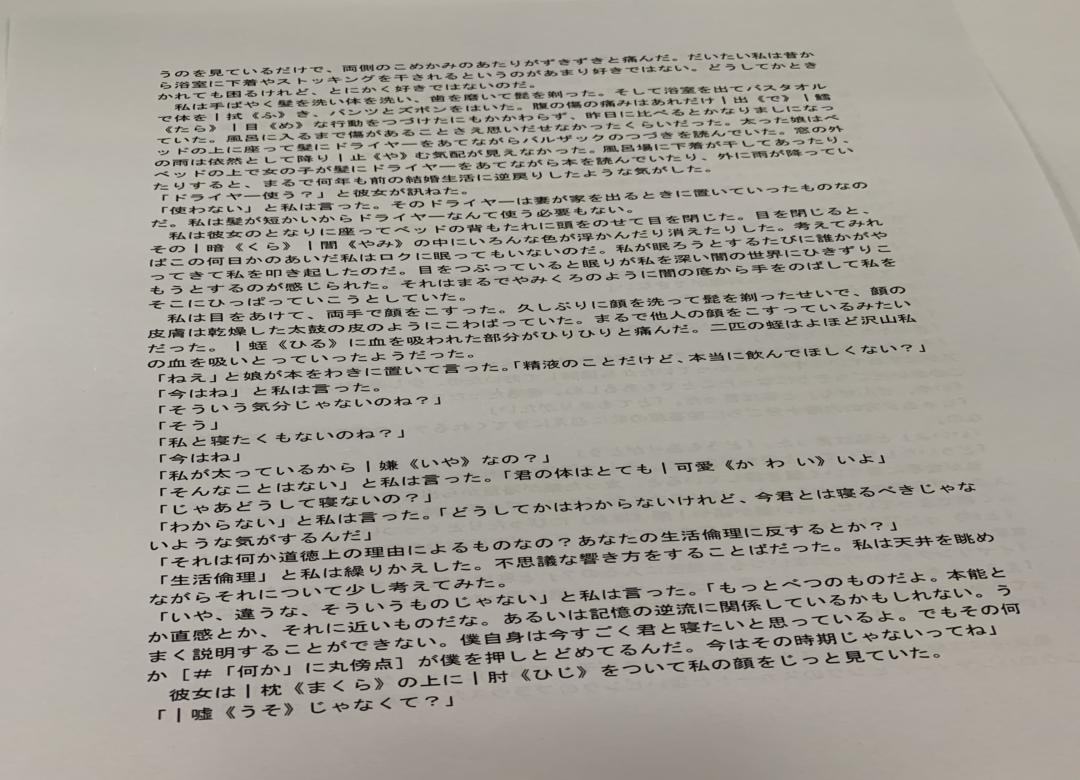 うのを見ているだけで、両側のこめかみのあたりがずきずきと痛んだ。だいたい私は昔か
ら浴室に下着やストッキングを干されるというのがあまり好きではない。どうしてかとき
かれても困るけれど、とにかく好きではないのだ。
　私は手ばやく髪を洗い体を洗い、歯を磨いて髭を剃った。そして浴室を出てバスタオル
で体を|拭《ふ》き、パンツとズボンをはいた。腹の傷の痛みはあれだけ|出《で》|鱈
《たら》|目《め》な行動をつづけたにもかかわらず、昨日に比べるとかなりましになっ
ていた。風呂に入るまで傷があることさえ思いだせなかったくらいだった。太った娘はベ
ッドの上に座って髪にドライヤーをあてながらバルザックのつづきを読んでいた。窓の外
の雨は依然として降り|止《や》む気配が見えなかった。風呂場に下着が干してあったり、
ベッドの上で女の子が髪にドライヤーをあてながら本を読んでいたり、外に雨が降ってい
たりすると、まるで何年も前の結婚生活に逆戻りしたような気がした。
「ドライヤー使う？」と彼女が訊ねた。
「使わない」と私は言った。そのドライヤーは妻が家を出るときに置いていったものなの
だ。私は髪が短かいからドライヤーなんて使う必要もない。
　私は彼女のとなりに座ってベッドの背もたれに頭をのせて目を閉じた。目を閉じると、
その|暗《くら》|闇《やみ》の中にいろんな色が浮かんだり消えたりした。考えてみれ
ばこの何日かのあいだ私はロクに眠ってもいないのだ。私が眠ろうとするたびに誰かがや
ってきて私を叩き起したのだ。目をつぶっていると眠りが私を深い闇の世界にひきずりこ
もうとするのが感じられた。それはまるでやみくろのように闇の底から手をのばして私を
そこにひっぱっていこうとしていた。
　私は目をあけて、両手で顔をこすった。久しぶりに顔を洗って髭を剃ったせいで、顔の
皮膚は乾燥した太鼓の皮のようにこわばっていた。まるで他人の顔をこすっているみたい
だった。|蛭《ひる》に血を吸われた部分がひりひりと痛んだ。二匹の蛭はよほど沢山私
の血を吸いとっていったようだった。
「ねえ」と娘が本をわきに置いて言った。「精液のことだけど、本当に飲んでほしくない？」
「今はね」と私は言った。
「そういう気分じゃないのね？」
「そう」
「私と寝たくもないのね？」
「今はね」
「私が太っているから|嫌《いや》なの？」
「そんなことはない」と私は言った。「君の体はとても|可愛《か わ い》いよ」
「じゃあどうして寝ないの？」
「わからない」と私は言った。「どうしてかはわからないけれど、今君とは寝るべきじゃな
いような気がするんだ」
「それは何か道徳上の理由によるものなの？あなたの生活倫理に反するとか？」
「生活倫理」と私は繰りかえした。不思議な響き方をすることばだった。私は天井を眺め
ながらそれについて少し考えてみた。
「いや、違うな、そういうものじゃない」と私は言った。「もっとべつのものだよ。本能と
か直感とか、それに近いものだな。あるいは記憶の逆流に関係しているかもしれない。う
まく説明することができない。僕自身は今すごく君と寝たいと思っているよ。でもその何
か［＃「何か」に丸傍点］が僕を押しとどめてるんだ。今はその時期じゃないってね」
　彼女は|枕《まくら》の上に|肘《ひじ》をついて私の顔をじっと見ていた。
「|嘘《うそ》じゃなくて？」